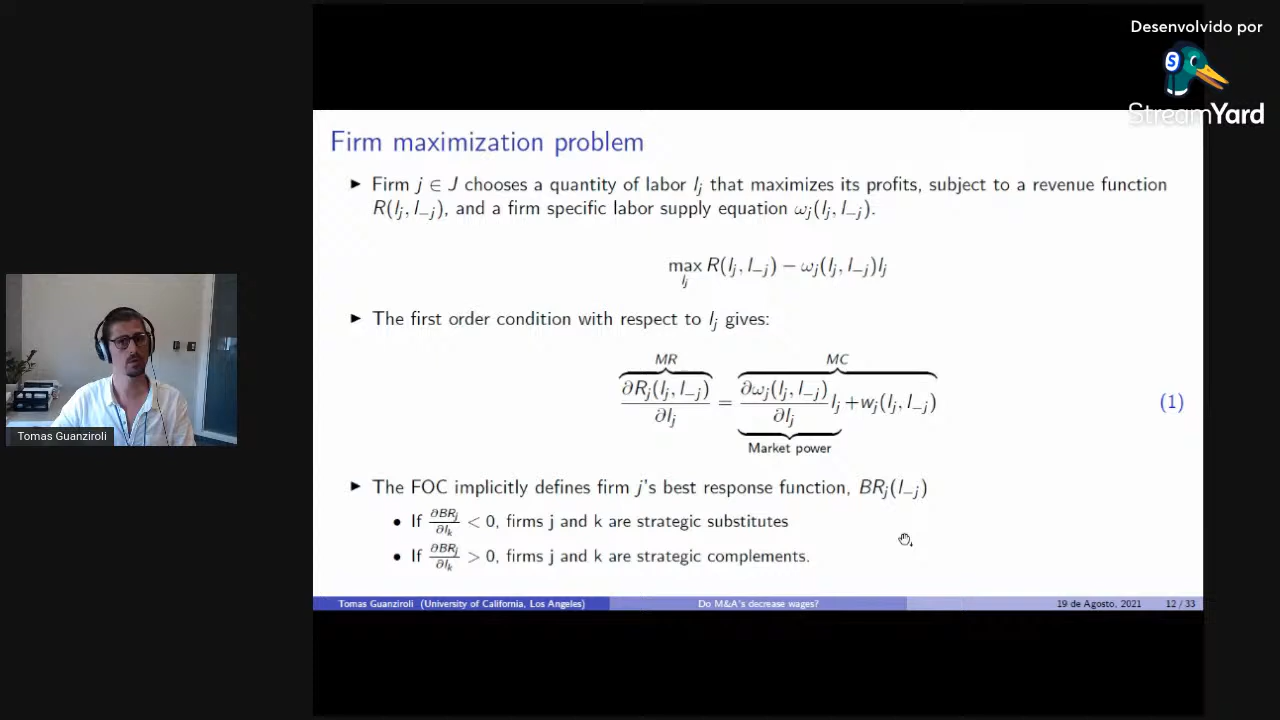 Desenvolvido por
S
StreamYard
Firm maximization problem
► Firm j ∈ J chooses a quantity of labor l_j that maximizes its profits, subject to a revenue function
R(l_j, l_{−j}), and a firm specific labor supply equation ω_j(l_j, l_{−j}).
max_{l_j} R(l_j, l_{−j}) − ω_j(l_j, l_{−j})l_j
► The first order condition with respect to l_j gives:
MR MC
∂R_j(l_j, l_{−j})/∂l_j = ∂ω_j(l_j, l_{−j})/∂l_j l_j + w_j(l_j, l_{−j}) (1)
Market power
► The FOC implicitly defines firm j's best response function, BR_j(l_{−j})
• If ∂BR_j/∂l_k < 0, firms j and k are strategic substitutes
• If ∂BR_j/∂l_k > 0, firms j and k are strategic complements.
Tomas Guanziroli (University of California, Los Angeles) Do M&A's decrease wages? 19 de Agosto, 2021 12 / 33
Tomas Guanziroli